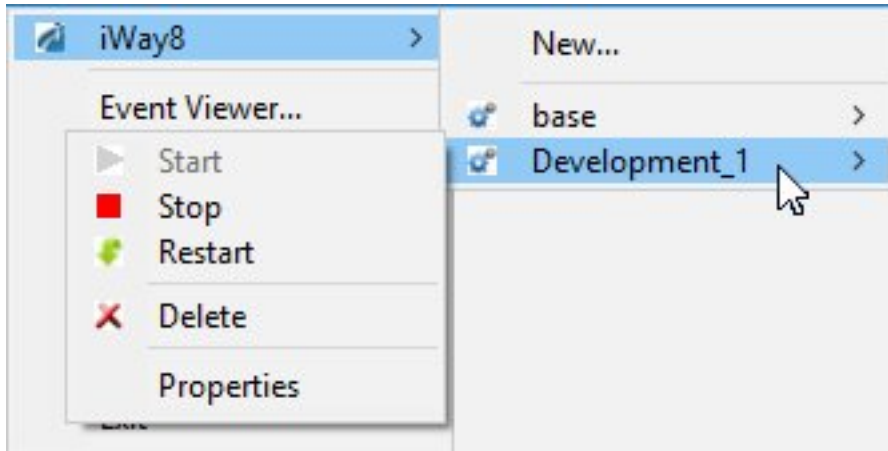 iWay8
New...
Event Viewer...
base
Development_1
Start
Stop
Restart
Delete
Properties